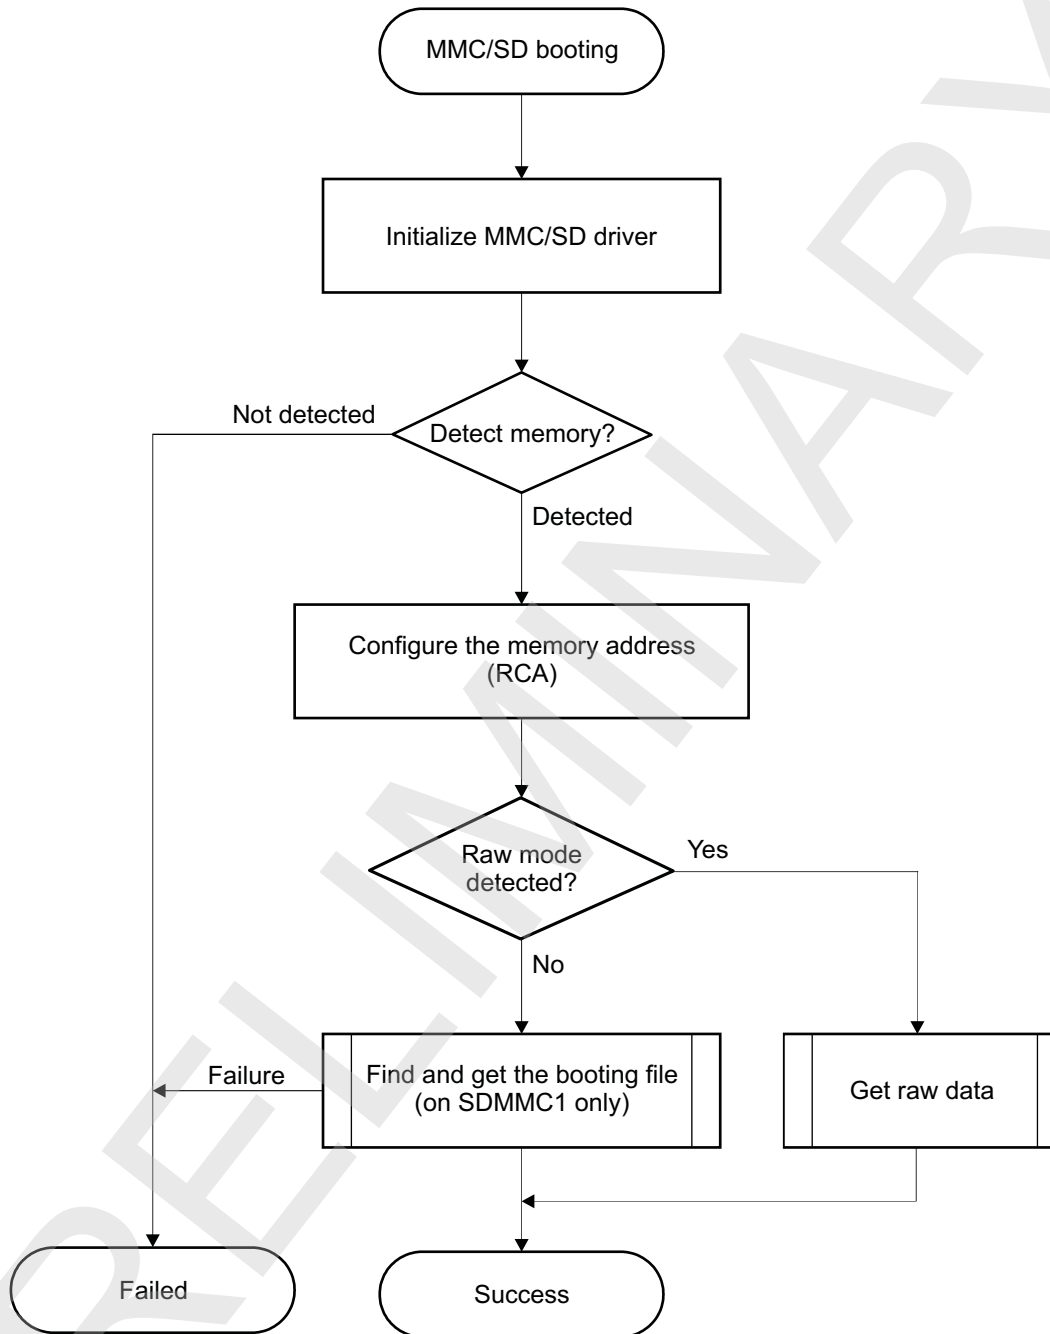 MMC/SD booting
Initialize MMC/SD driver
Not detected
Detect memory?
Detected
Configure the memory address
(RCA)
Raw mode
detected?
Yes
No
Failure
Find and get the booting file
(on SDMMC1 only)
Get raw data
Failed
Success
PRELIMINARY